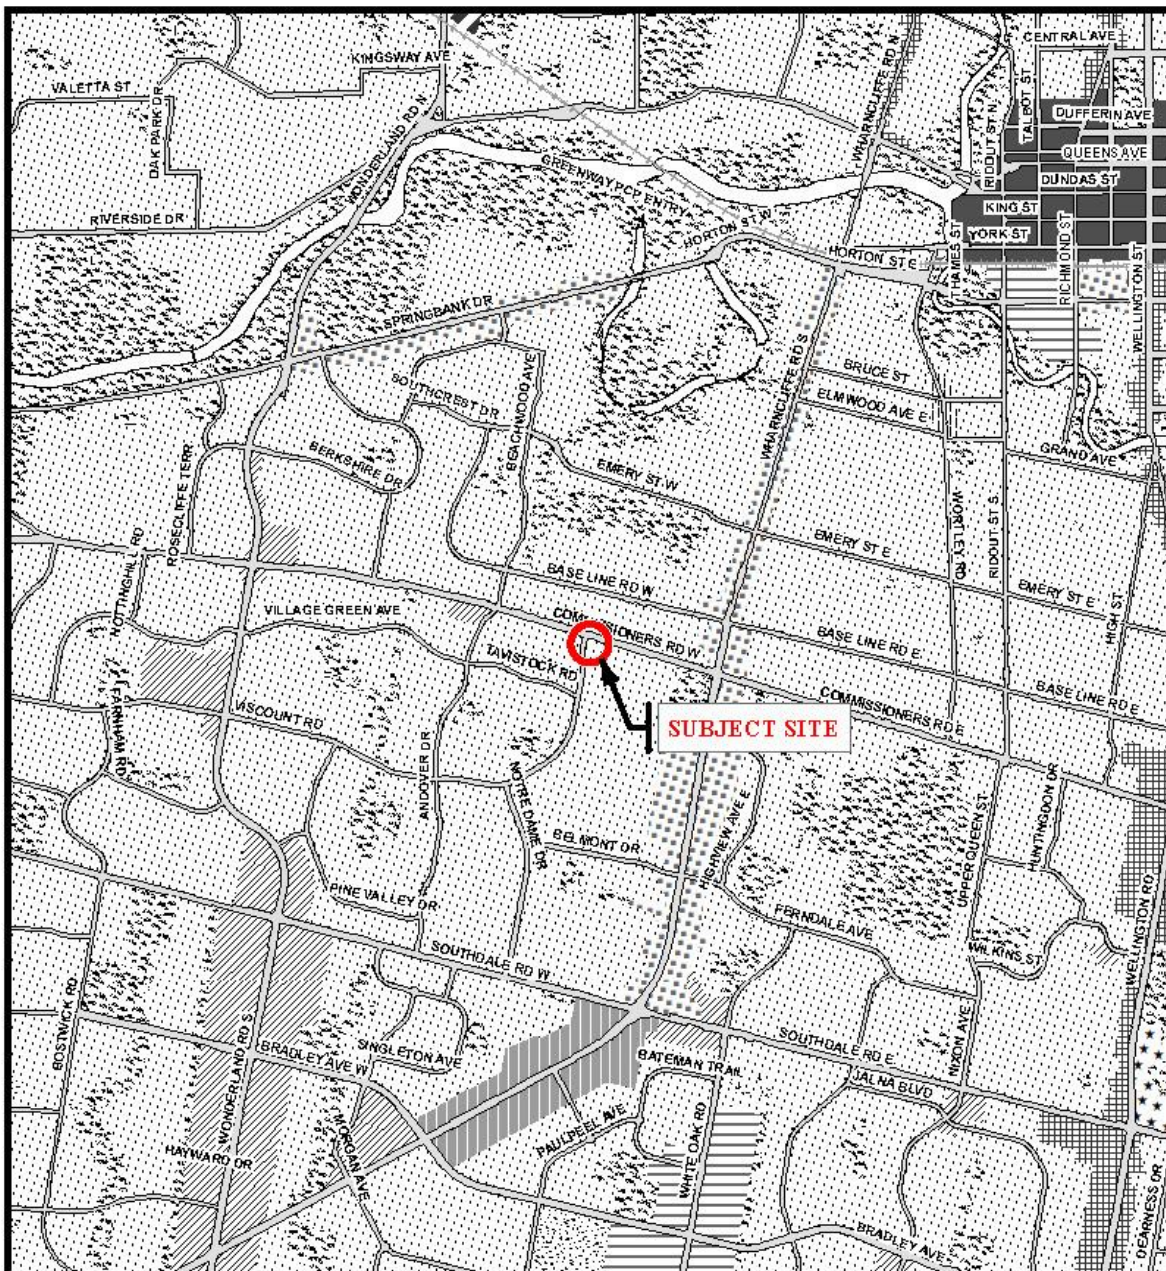 CENTRAL AVE
KINGSWAY AVE
VALETTA ST
OAK PARK DR
WONDERLAND RD N
WHARNCLIFFE RD N
TALBOT ST
RIDOUT ST N
DUFFERIN AVE
QUEENS AVE
DUNDAS ST
KING ST
YORK ST
GREENWAY PCP ENTRY
RIVERSIDE DR
HORTON ST W
HORTON ST E
THAMES ST
RICHMOND ST
WELLINGTON ST
SPRINGBANK DR
WHARNCLIFFE RD S
BRUCE ST
ELMWOOD AVE E
SOUTHCREST DR
BEACHWOOD AVE
BERKSHIRE DR
ROSECLIFFE TERR
EMERY ST W
GRAND AVE
WORTLEY RD
RIDOUT ST S
EMERY ST E
EMERY ST E
NOTTINGHILL RD
BASE LINE RD W
HIGH ST
VILLAGE GREEN AVE
COMMISSIONERS RD W
BASE LINE RD E
TAVISTOCK RD
COMMISSIONERS RD E
BASE LINE RD E
FARNHAM RD
VISCOUNT RD
SUBJECT SITE
ANDOVER DR
NOTRE DAME DR
BELMONT DR
HIGHVIEW AVE E
UPPER QUEEN ST
HUNTINGDON DR
PINE VALLEY DR
FERNDALE AVE
WILKINS ST
WELLINGTON RD
SOUTHDALE RD W
BOSTWICK RD
WONDERLAND RD S
BRADLEY AVE W
SINGLETON AVE
SOUTHDALE RD E
BATEMAN TRAIL
NIXON AVE
JALNA BLVD
PAULPEEL AVE
MORGAN AVE
HAYWARD DR
WHITE OAK RD
BRADLEY AVE
DEARNESS DR